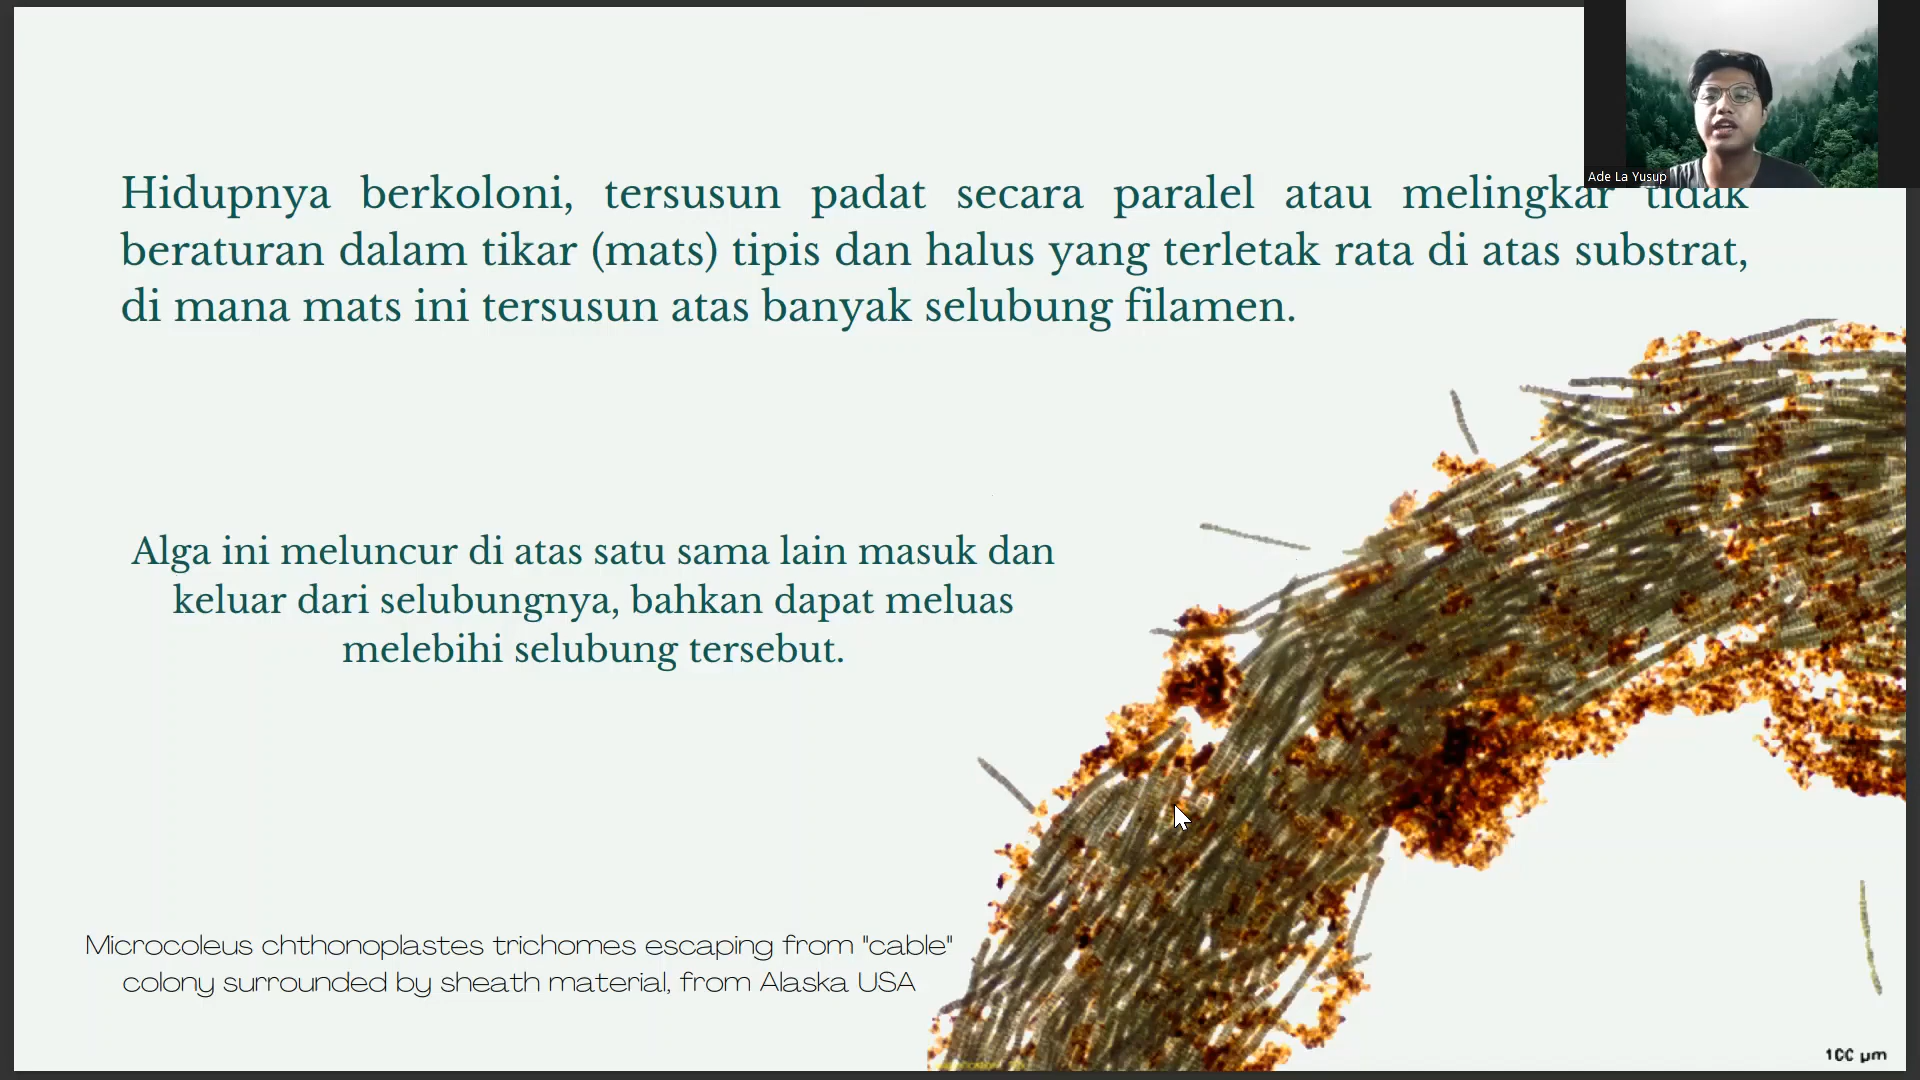 Ade La Yusup
Hidupnya berkoloni, tersusun padat secara paralel atau melingkar tidak
beraturan dalam tikar (mats) tipis dan halus yang terletak rata di atas substrat,
di mana mats ini tersusun atas banyak selubung filamen.
Alga ini meluncur di atas satu sama lain masuk dan
keluar dari selubungnya, bahkan dapat meluas
melebihi selubung tersebut.
Microcoleus chthonoplastes trichomes escaping from "cable"
colony surrounded by sheath material, from Alaska USA
100 µm